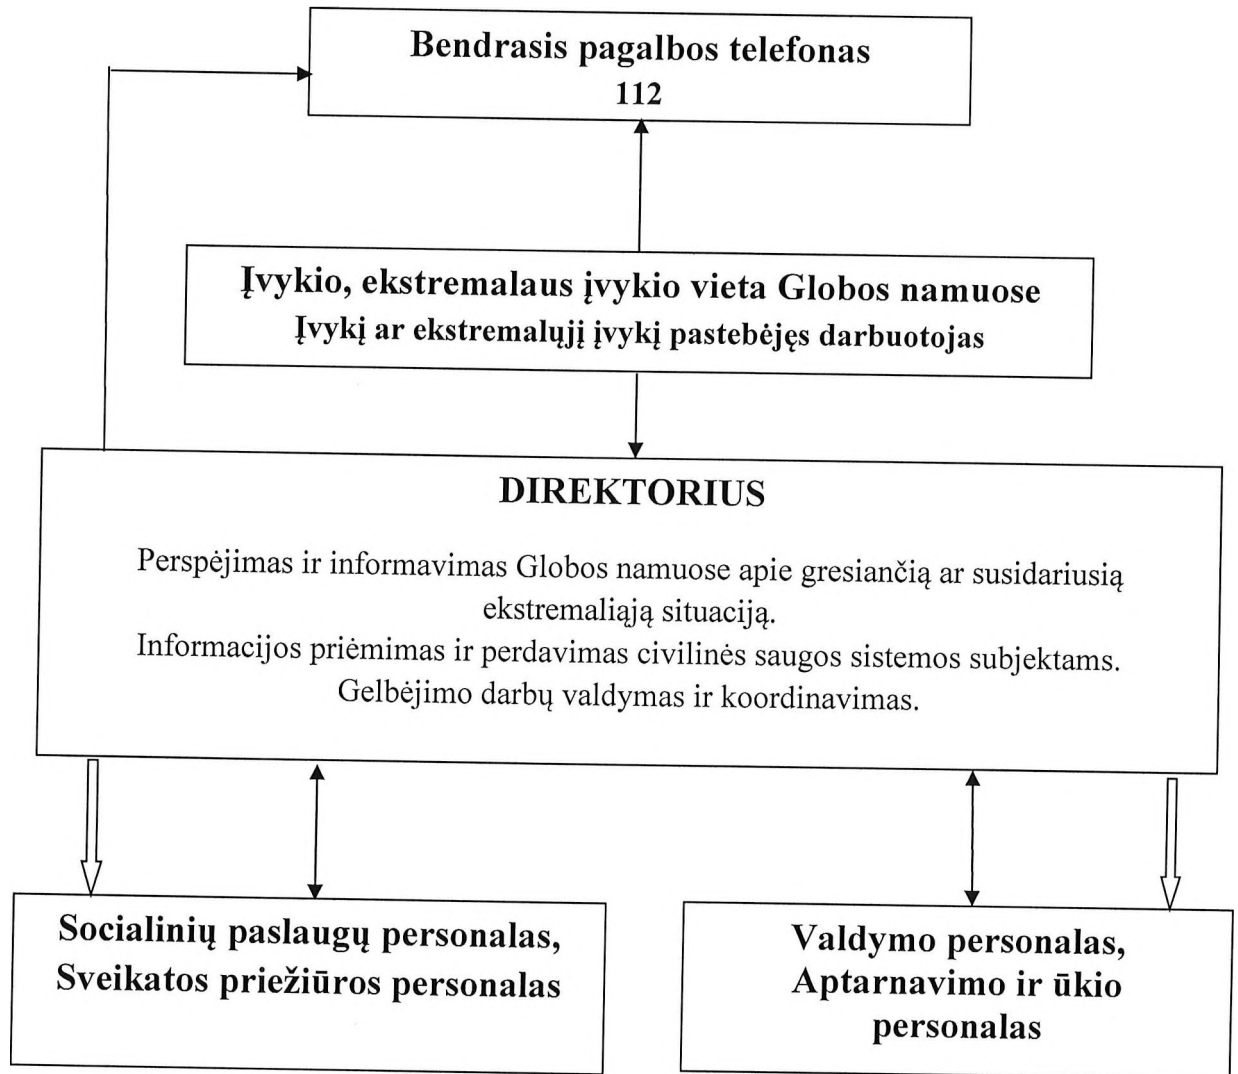 Bendrasis pagalbos telefonas
112
Įvykio, ekstremalaus įvykio vieta Globos namuose
Įvykį ar ekstremalųjį įvykį pastebėjęs darbuotojas
DIREKTORIUS
Perspėjimas ir informavimas Globos namuose apie gresiančią ar susidariusią
ekstremaliąją situaciją.
Informacijos priėmimas ir perdavimas civilinės saugos sistemos subjektams.
Gelbėjimo darbų valdymas ir koordinavimas.
Socialinių paslaugų personalas,
Sveikatos priežiūros personalas
Valdymo personalas,
Aptarnavimo ir ūkio
personalas